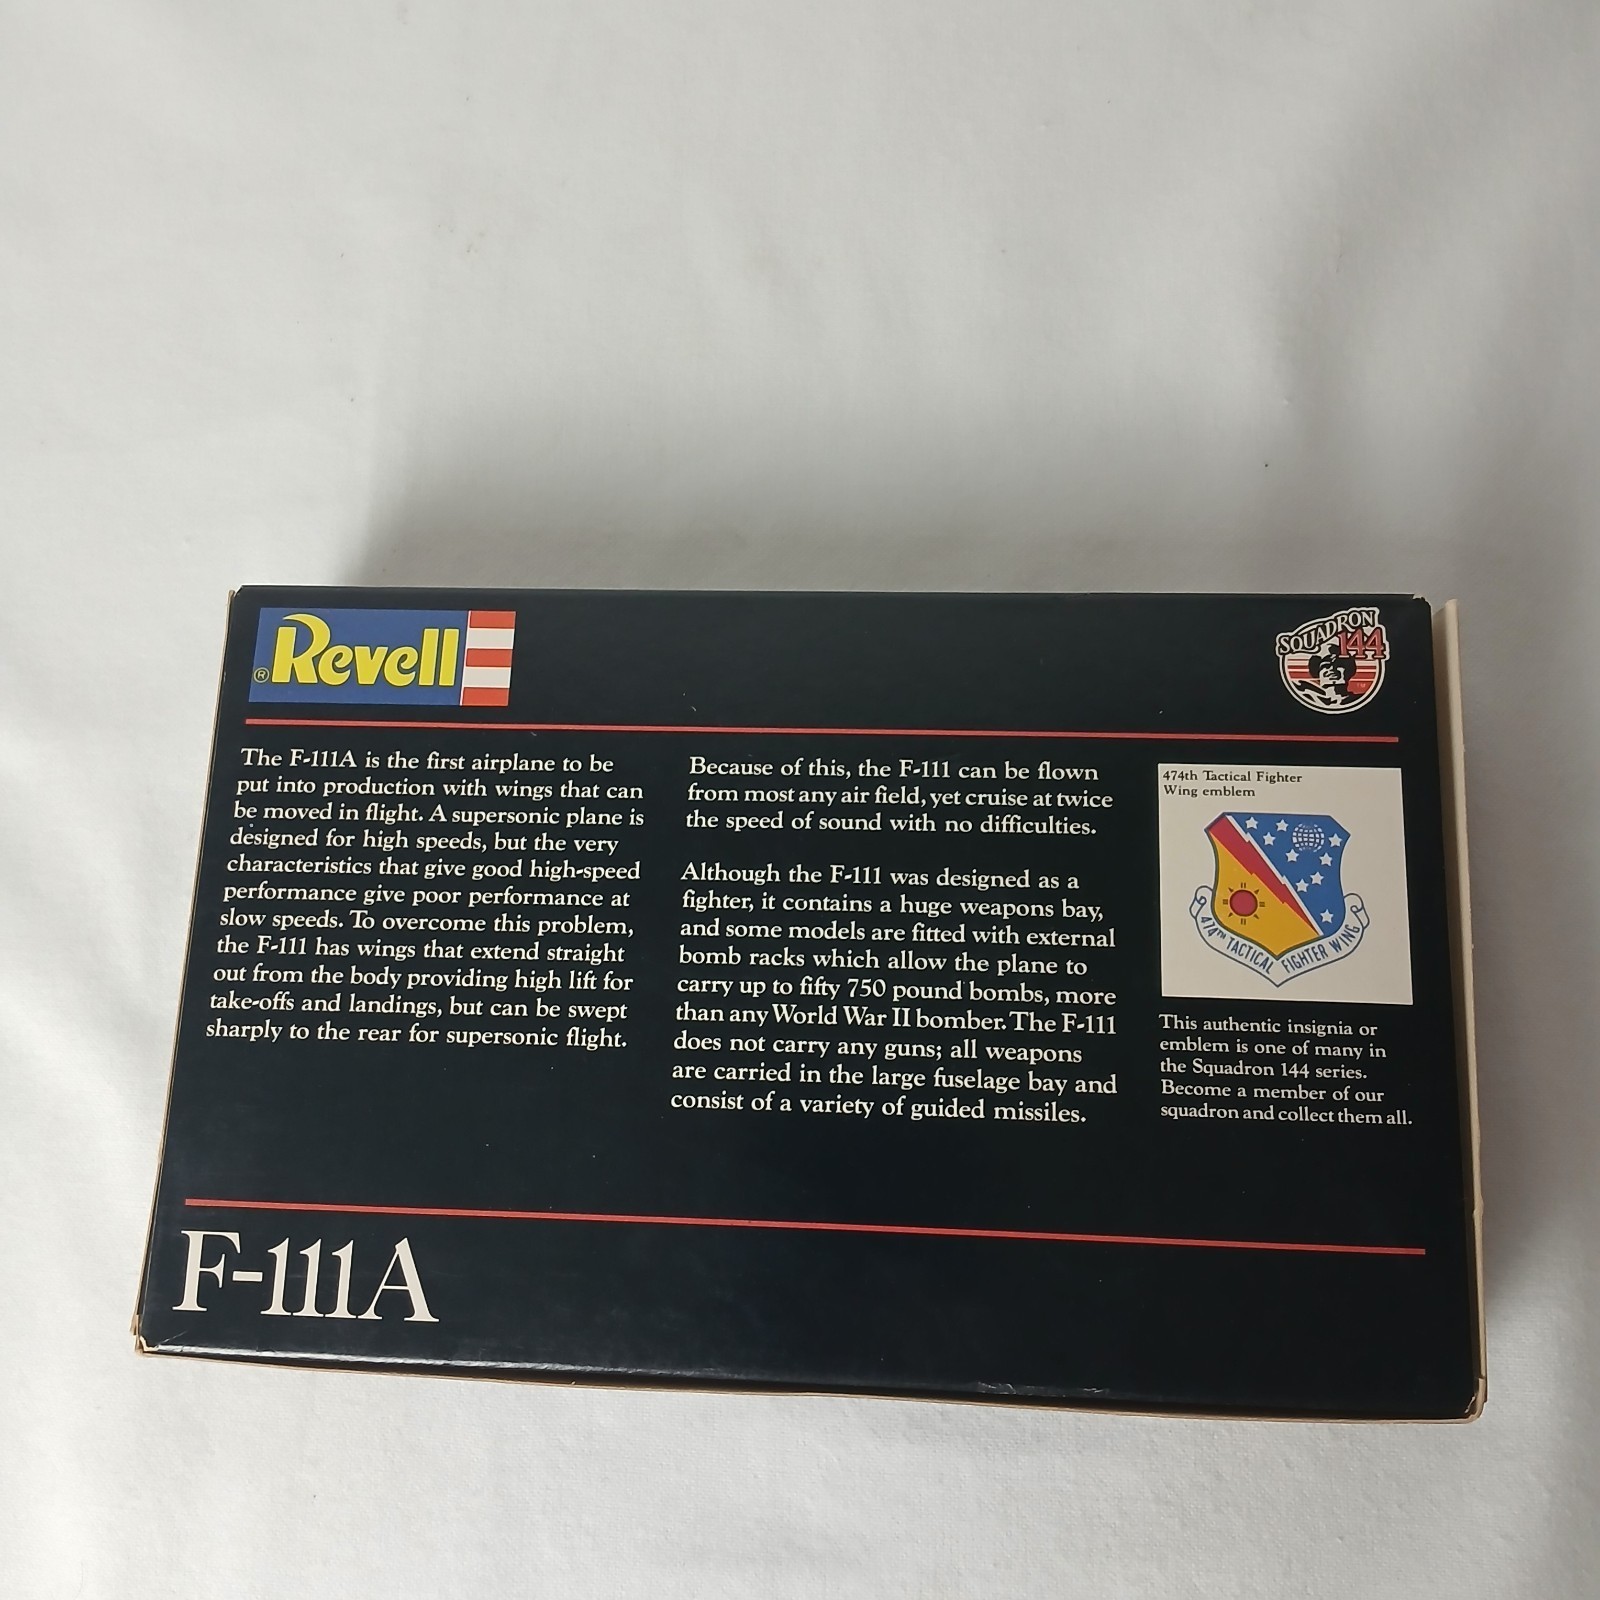 ® Revell
SQUADRON
144
TM
The F-111A is the first airplane to be
put into production with wings that can
be moved in flight. A supersonic plane is
designed for high speeds, but the very
characteristics that give good high-speed
performance give poor performance at
slow speeds. To overcome this problem,
the F-111 has wings that extend straight
out from the body providing high lift for
take-offs and landings, but can be swept
sharply to the rear for supersonic flight.
Because of this, the F-111 can be flown
from most any air field, yet cruise at twice
the speed of sound with no difficulties.
Although the F-111 was designed as a
fighter, it contains a huge weapons bay,
and some models are fitted with external
bomb racks which allow the plane to
carry up to fifty 750 pound bombs, more
than any World War II bomber. The F-111
does not carry any guns; all weapons
are carried in the large fuselage bay and
consist of a variety of guided missiles.
474th Tactical Fighter
Wing emblem
474TH TACTICAL FIGHTER WING
This authentic insignia or
emblem is one of many in
the Squadron 144 series.
Become a member of our
squadron and collect them all.
F-111A